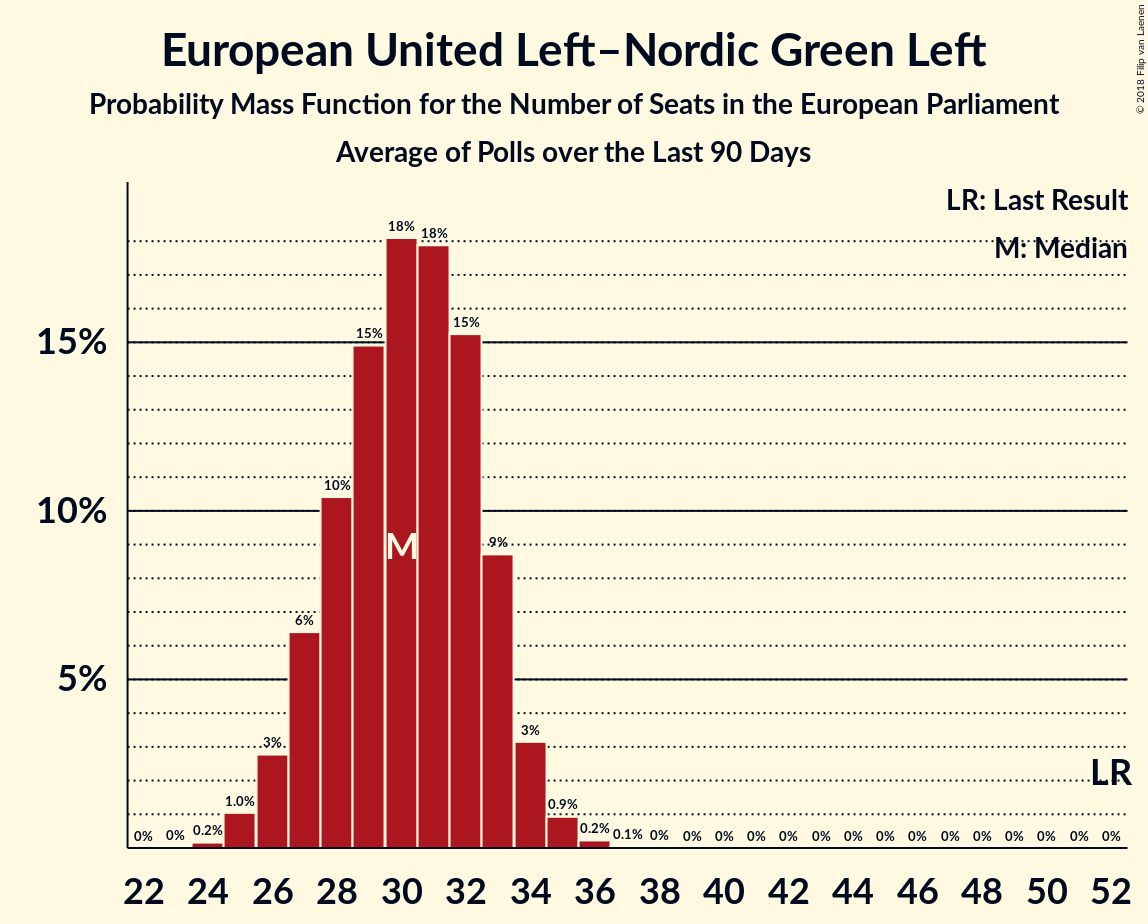 European United Left–Nordic Green Left
Probability Mass Function for the Number of Seats in the European Parliament
Average of Polls over the Last 90 Days
© 2018 Filip van Laenen
LR: Last Result
M: Median
18% 18%
15% 15% 15%
10% 10%
M 9%
6%
5%
3% 3%
LR
0% 0% 0.2% 1.0% 0.9% 0.2% 0.1% 0% 0% 0% 0% 0% 0% 0% 0% 0% 0% 0% 0% 0% 0% 0%
22 24 26 28 30 32 34 36 38 40 42 44 46 48 50 52